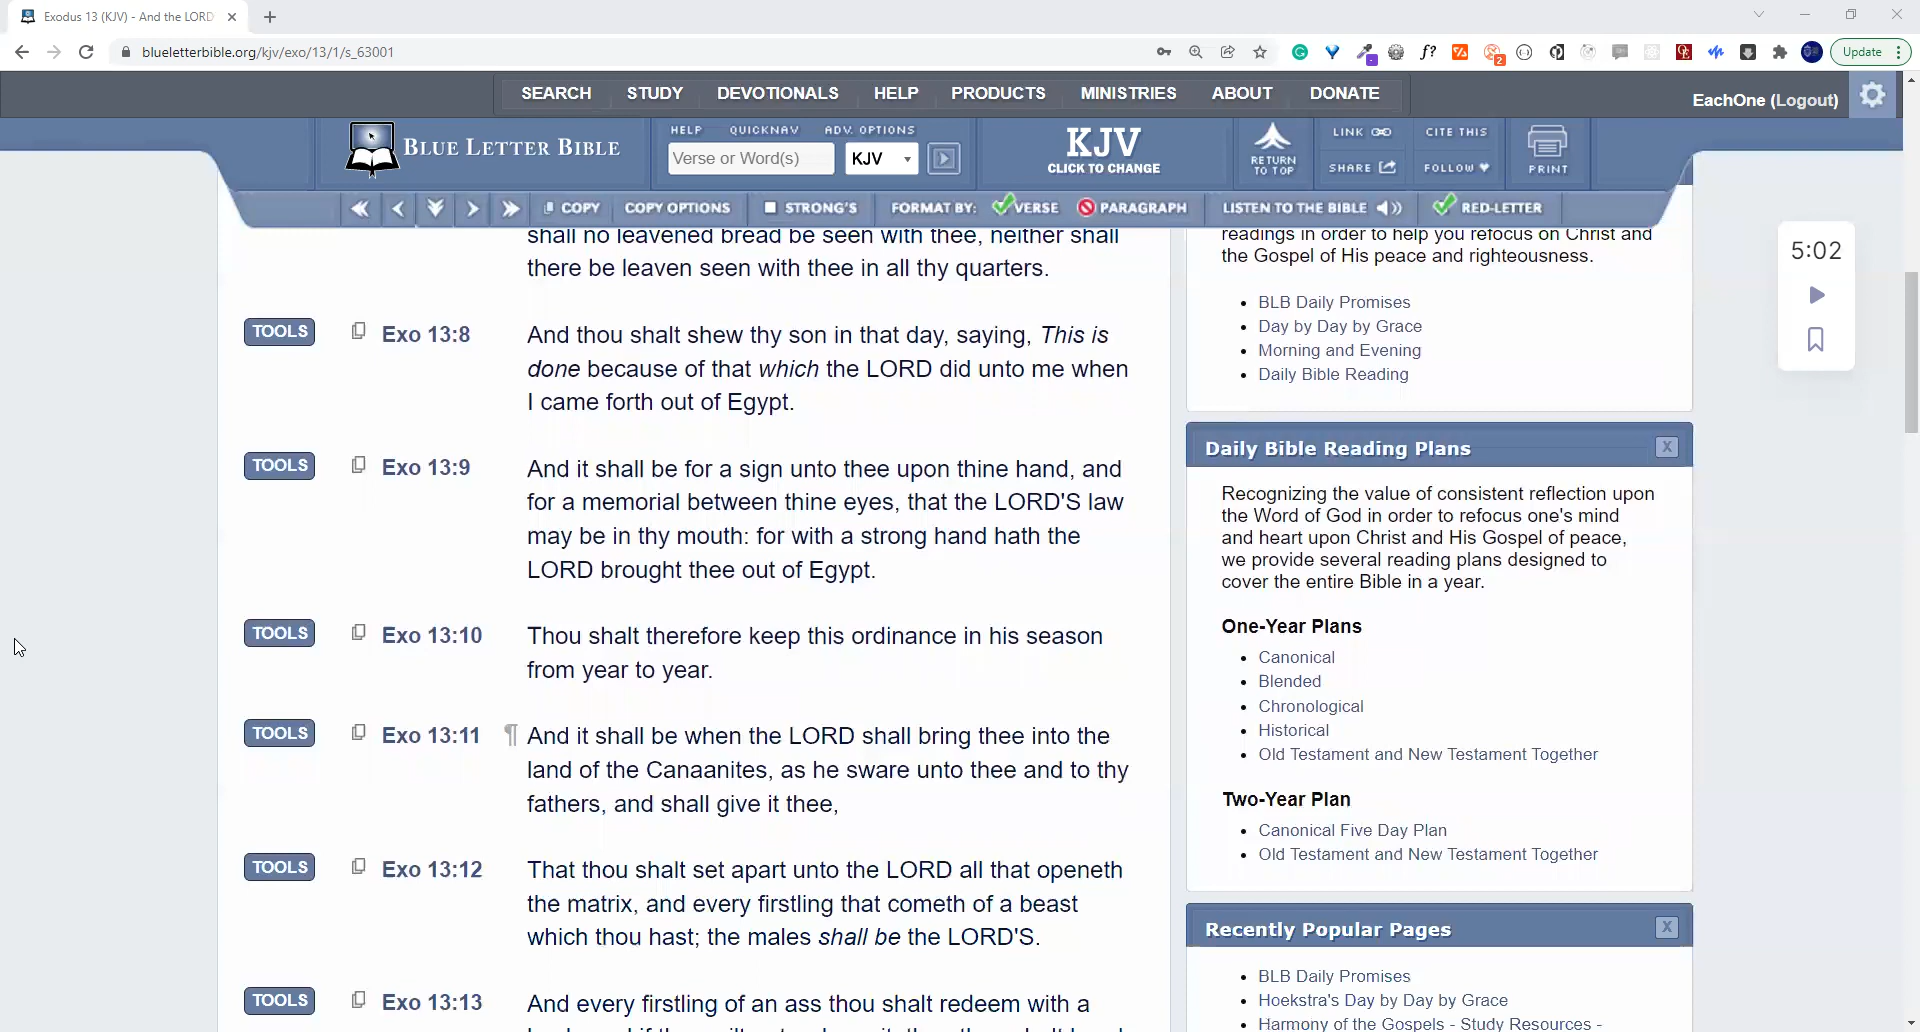 Exodus 13 (KJV) - And the LORD
blueletterbible.org/kjv/exo/13/1/s_63001
Update
SEARCH STUDY DEVOTIONALS HELP PRODUCTS MINISTRIES ABOUT DONATE
EachOne (Logout)
BLUE LETTER BIBLE
HELP QUICKNAV ADV. OPTIONS
Verse or Word(s) KJV
KJV
CLICK TO CHANGE
RETURN
TO TOP
LINK CITE THIS
SHARE FOLLOW
PRINT
COPY COPY OPTIONS STRONG'S FORMAT BY: VERSE PARAGRAPH LISTEN TO THE BIBLE RED-LETTER
shall no leavened bread be seen with thee, neither shall
there be leaven seen with thee in all thy quarters.
TOOLS Exo 13:8 And thou shalt shew thy son in that day, saying, This is
done because of that which the LORD did unto me when
I came forth out of Egypt.
TOOLS Exo 13:9 And it shall be for a sign unto thee upon thine hand, and
for a memorial between thine eyes, that the LORD'S law
may be in thy mouth: for with a strong hand hath the
LORD brought thee out of Egypt.
TOOLS Exo 13:10 Thou shalt therefore keep this ordinance in his season
from year to year.
TOOLS Exo 13:11 ¶ And it shall be when the LORD shall bring thee into the
land of the Canaanites, as he sware unto thee and to thy
fathers, and shall give it thee,
TOOLS Exo 13:12 That thou shalt set apart unto the LORD all that openeth
the matrix, and every firstling that cometh of a beast
which thou hast; the males shall be the LORD'S.
TOOLS Exo 13:13 And every firstling of an ass thou shalt redeem with a
readings in order to help you refocus on Christ and
the Gospel of His peace and righteousness.
• BLB Daily Promises
• Day by Day by Grace
• Morning and Evening
• Daily Bible Reading
Daily Bible Reading Plans X
Recognizing the value of consistent reflection upon
the Word of God in order to refocus one's mind
and heart upon Christ and His Gospel of peace,
we provide several reading plans designed to
cover the entire Bible in a year.
One-Year Plans
• Canonical
• Blended
• Chronological
• Historical
• Old Testament and New Testament Together
Two-Year Plan
• Canonical Five Day Plan
• Old Testament and New Testament Together
Recently Popular Pages X
• BLB Daily Promises
• Hoekstra's Day by Day by Grace
• Harmony of the Gospels - Study Resources -
5:02